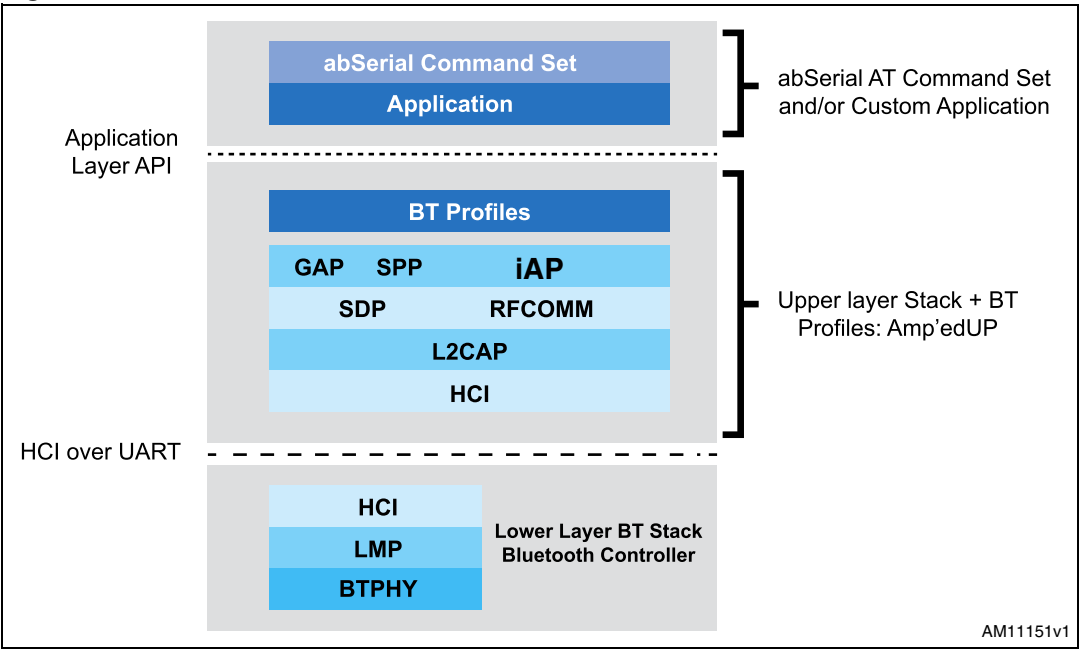 abSerial Command Set
Application
abSerial AT Command Set
and/or Custom Application
Application
Layer API
BT Profiles
GAP SPP iAP
SDP RFCOMM
L2CAP
HCI
Upper layer Stack + BT
Profiles: Amp’edUP
HCI over UART
HCI
LMP
BTPHY
Lower Layer BT Stack
Bluetooth Controller
AM11151v1